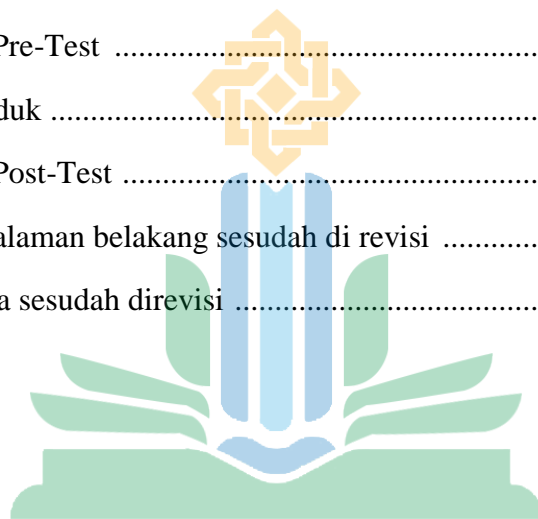 Pre-Test ......................................................
duk ..............................................................
Post-Test .....................................................
alaman belakang sesudah di revisi ............
a sesudah direvisi .......................................